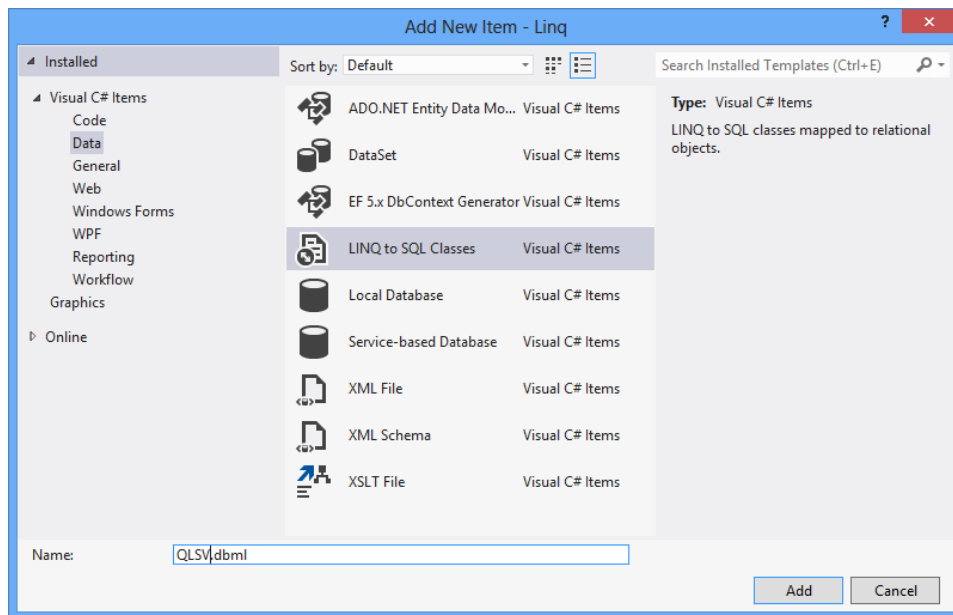 Add New Item - Linq
?
Installed
Visual C# Items
Code
Data
General
Web
Windows Forms
WPF
Reporting
Workflow
Graphics
Online
Sort by: Default
ADO.NET Entity Data Mo... Visual C# Items
DataSet Visual C# Items
EF 5.x DbContext Generator Visual C# Items
LINQ to SQL Classes Visual C# Items
Local Database Visual C# Items
Service-based Database Visual C# Items
XML File Visual C# Items
XML Schema Visual C# Items
XSLT File Visual C# Items
Search Installed Templates (Ctrl+E)
Type: Visual C# Items
LINQ to SQL classes mapped to relational
objects.
Name: QLSV.dbml
Add Cancel